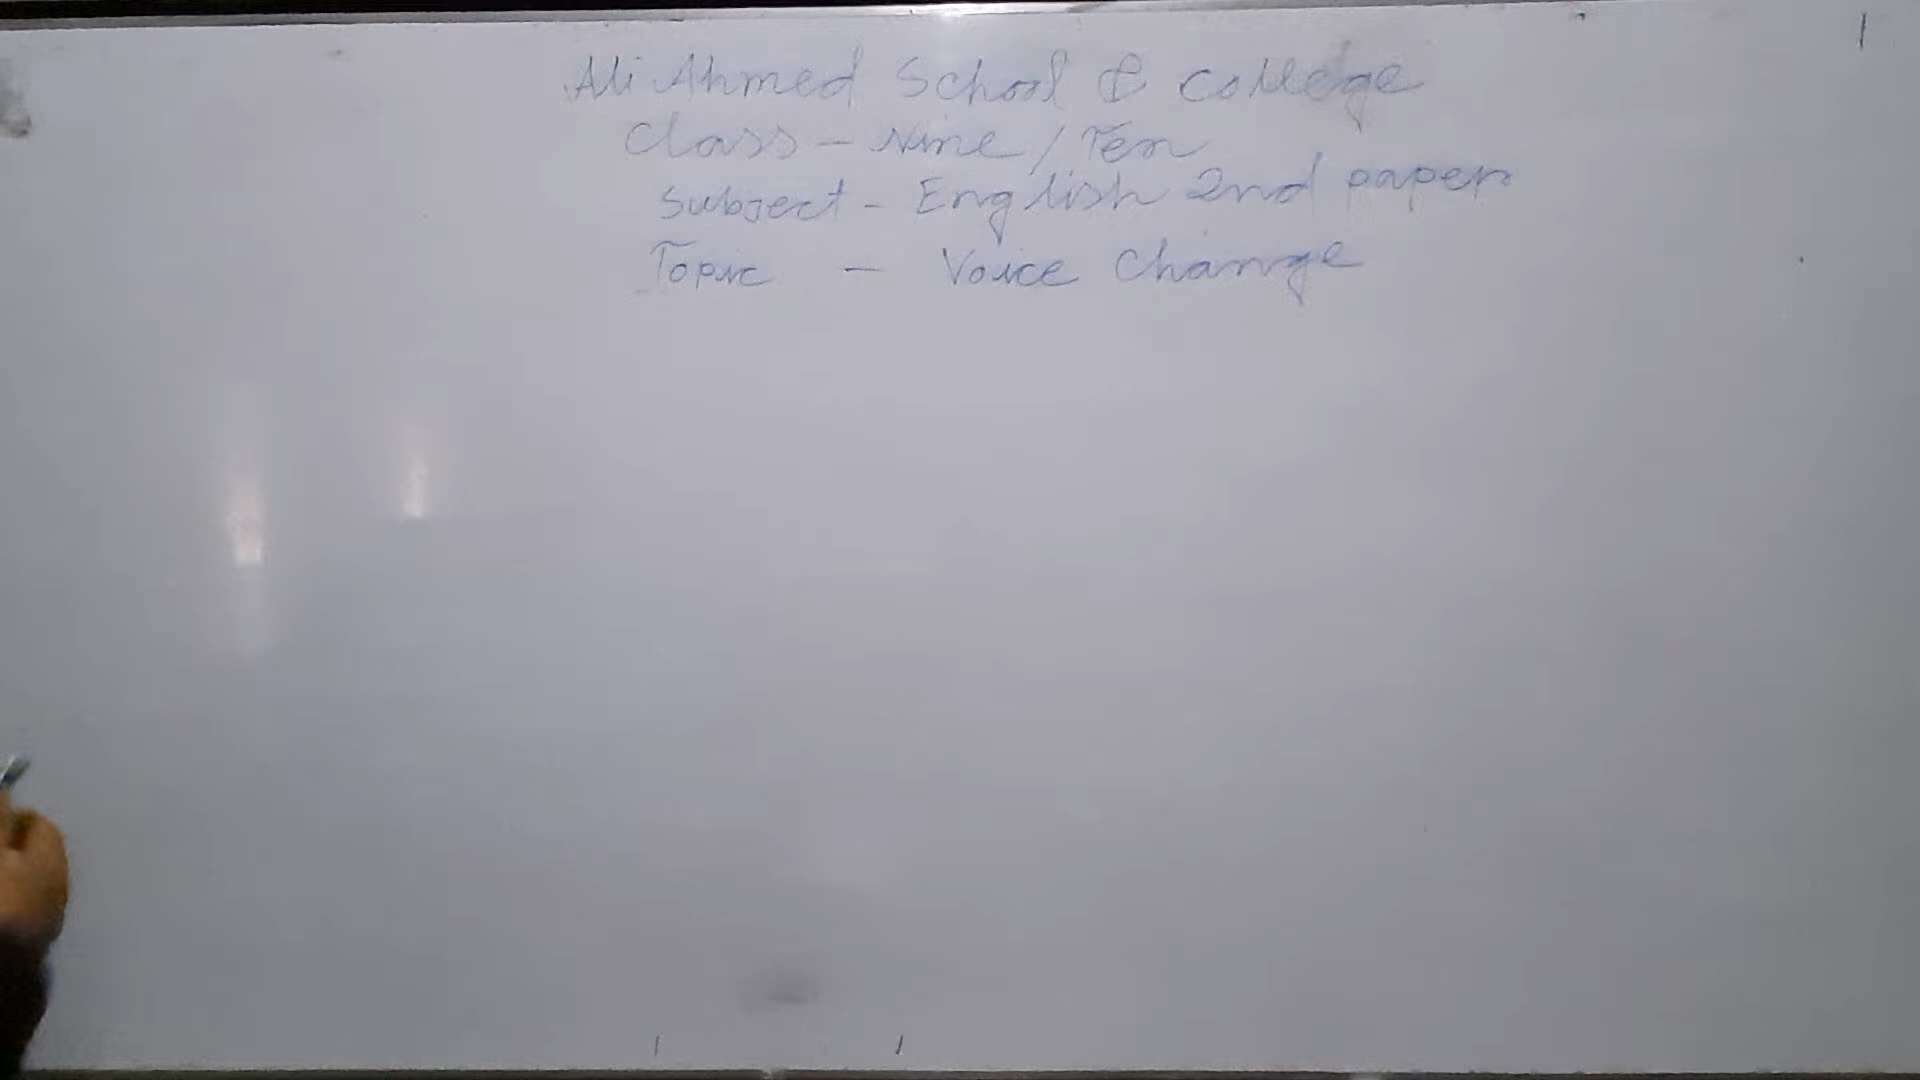 Ali Ahmed School & College
Class - Nine / Ten
Subject - English 2nd paper
Topic - Voice Change